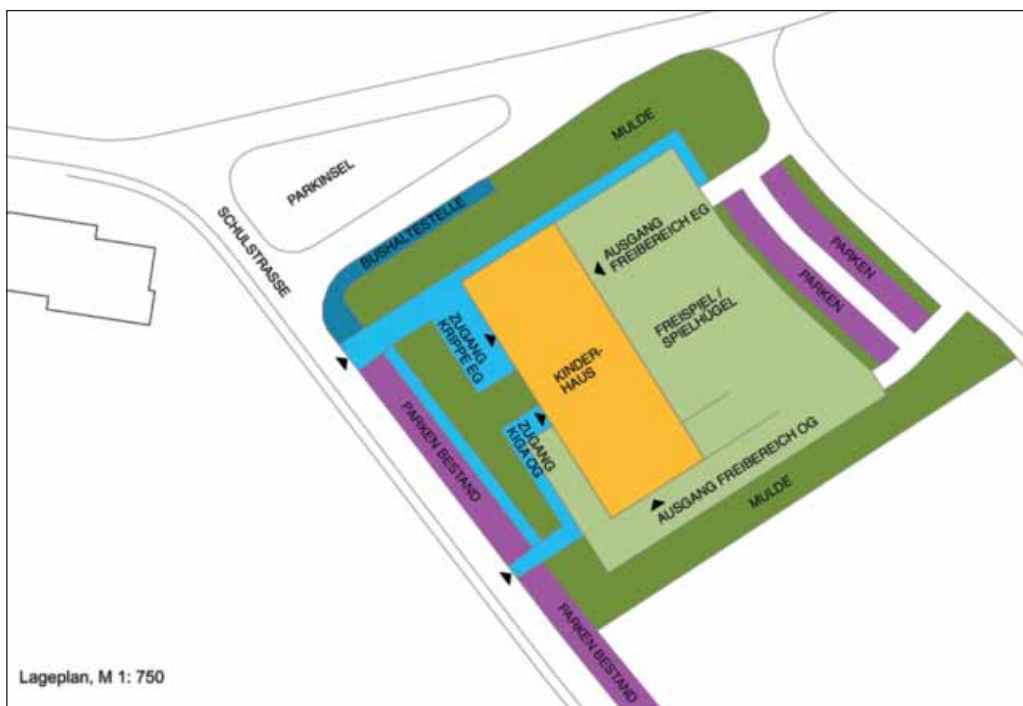 MULDE
PARKINSEL
SCHULSTRASSE
BUSHALTESTELLE
AUSGANG
FREIBEREICH EG
FREISPIEL /
SPIELHÜGEL
PARKEN
PARKEN
ZUGANG
KRIPPE EG
KINDER-
HAUS
ZUGANG
KIGA OG
PARKEN BESTAND
AUSGANG FREIBEREICH OG
MULDE
PARKEN BESTAND
Lageplan, M 1: 750